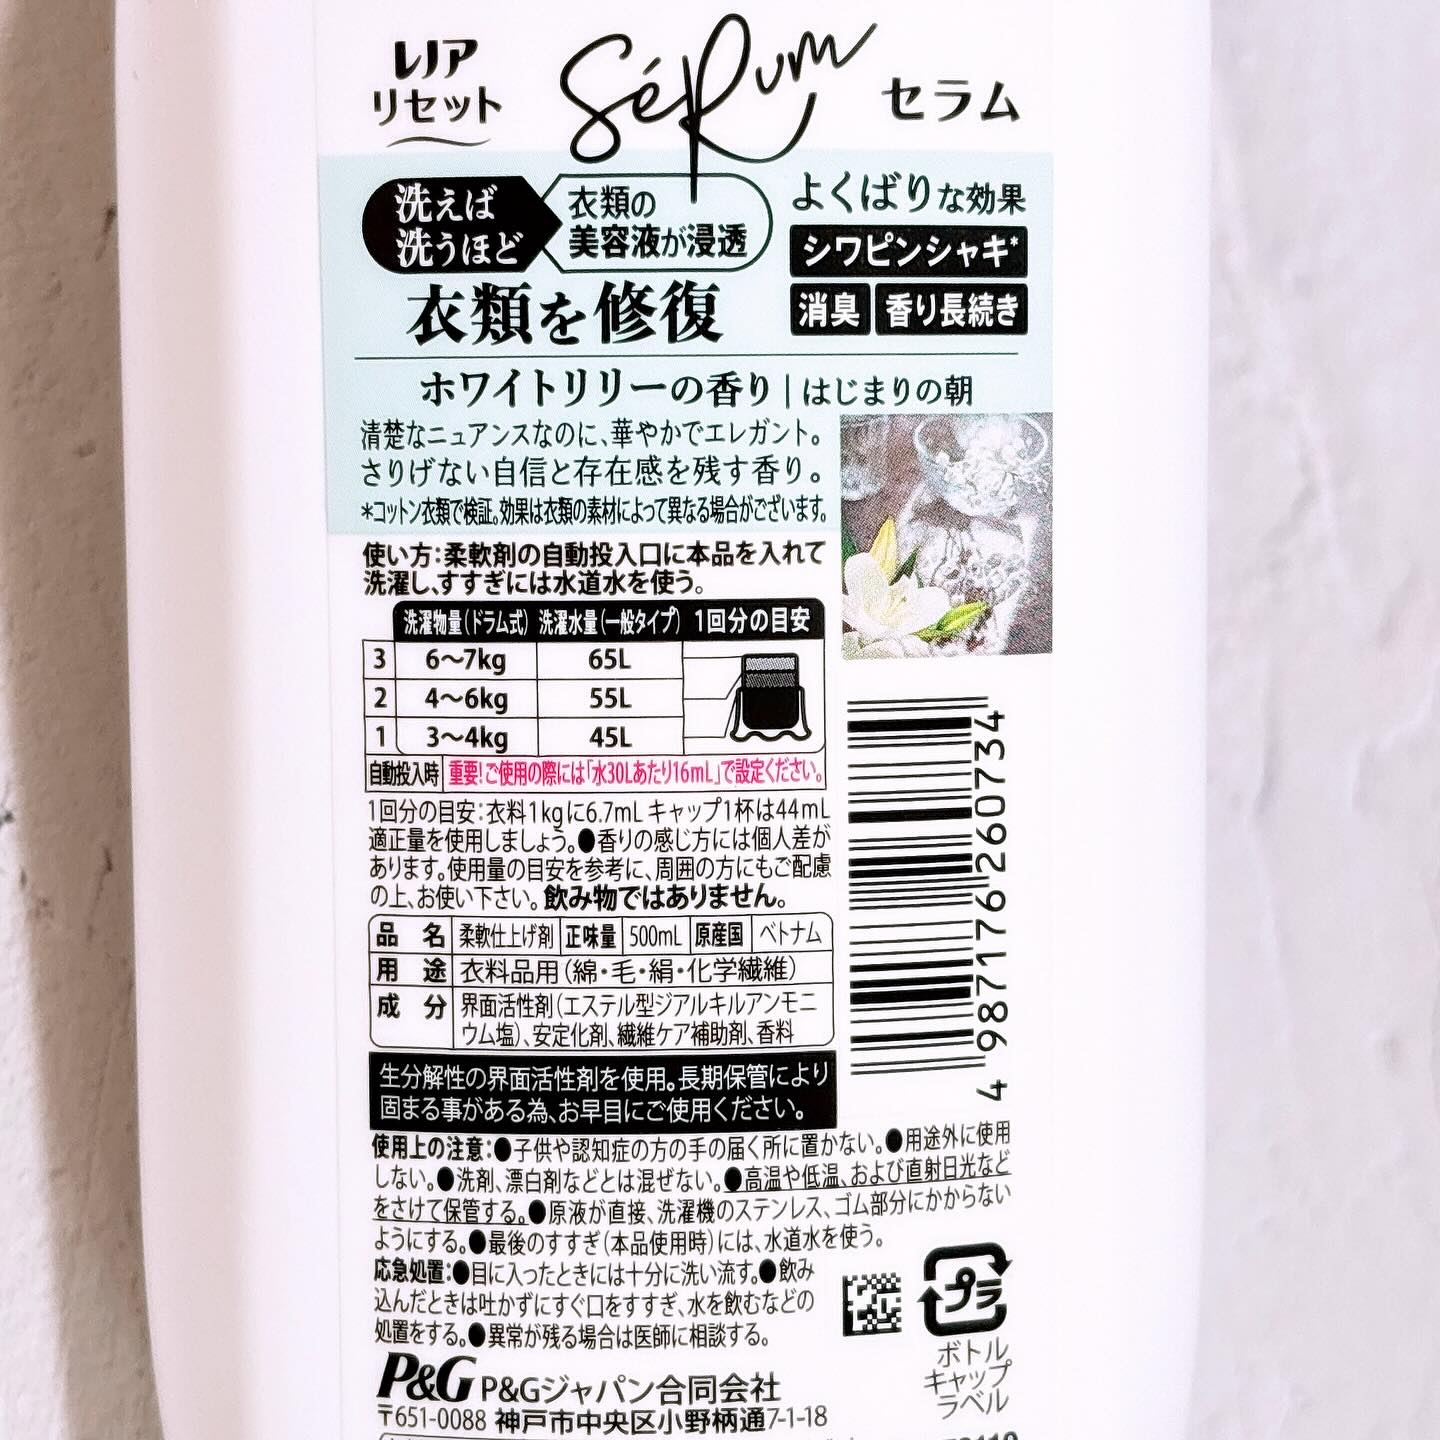 レノア
リセット
SéRum
セラム
洗えば
洗うほど
衣類の
美容液が浸透
衣類を修復
よくばりな効果
シワピンシャキ*
消臭 香り長続き
ホワイトリリーの香り|はじまりの朝
清楚なニュアンスなのに、華やかでエレガント。
さりげない自信と存在感を残す香り。
*コットン衣類で検証。効果は衣類の素材によって異なる場合がございます。
使い方:柔軟剤の自動投入口に本品を入れて
洗濯し、すすぎには水道水を使う。
洗濯物量(ドラム式) 洗濯水量(一般タイプ) 1回分の目安
3 6〜7kg 65L
2 4〜6kg 55L
1 3〜4kg 45L
自動投入時 重要!ご使用の際には「水30Lあたり16mL」で設定ください。
1回分の目安:衣料1kgに6.7mL キャップ1杯は44mL
適正量を使用しましょう。●香りの感じ方には個人差が
あります。使用量の目安を参考に、周囲の方にもご配慮
の上、お使い下さい。飲み物ではありません。
品 名 柔軟仕上げ剤 正味量 500mL 原産国 ベトナム
用 途 衣料品用(綿・毛・絹・化学繊維)
成 分 界面活性剤(エステル型ジアルキルアンモニ
ウム塩)、安定化剤、繊維ケア補助剤、香料
生分解性の界面活性剤を使用。長期保管により
固まる事がある為、お早目にご使用ください。
使用上の注意:●子供や認知症の方の手の届く所に置かない。●用途外に使用
しない。●洗剤、漂白剤などとは混ぜない。●高温や低温、および直射日光など
をさけて保管する。●原液が直接、洗濯機のステンレス、ゴム部分にかからない
ようにする。●最後のすすぎ(本品使用時)には、水道水を使う。
応急処置:●目に入ったときには十分に洗い流す。●飲み
込んだときは吐かずにすぐ口をすすぎ、水を飲むなどの
処置をする。●異常が残る場合は医師に相談する。
P&G P&Gジャパン合同会社
〒651-0088 神戸市中央区小野柄通7-1-18
4 987176 260734
プラ
ボトル
キャップ
ラベル